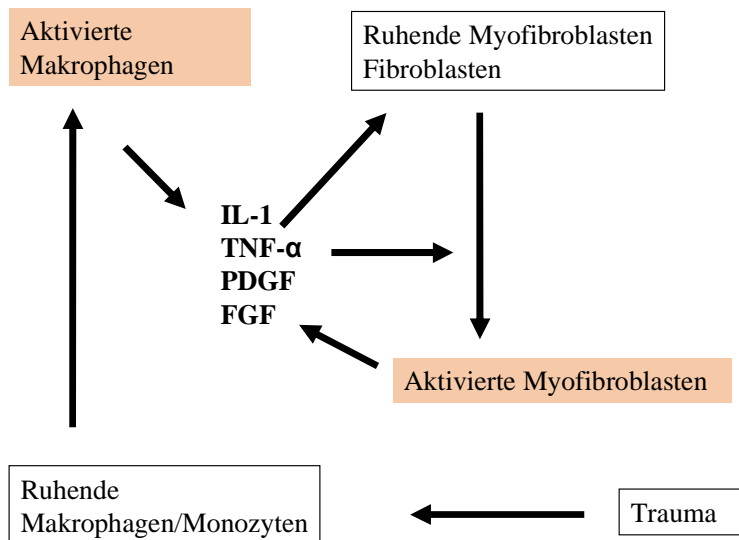 Aktivierte
Makrophagen
Ruhende Myofibroblasten
Fibroblasten
IL-1
TNF-α
PDGF
FGF
Aktivierte Myofibroblasten
Ruhende
Makrophagen/Monozyten
Trauma